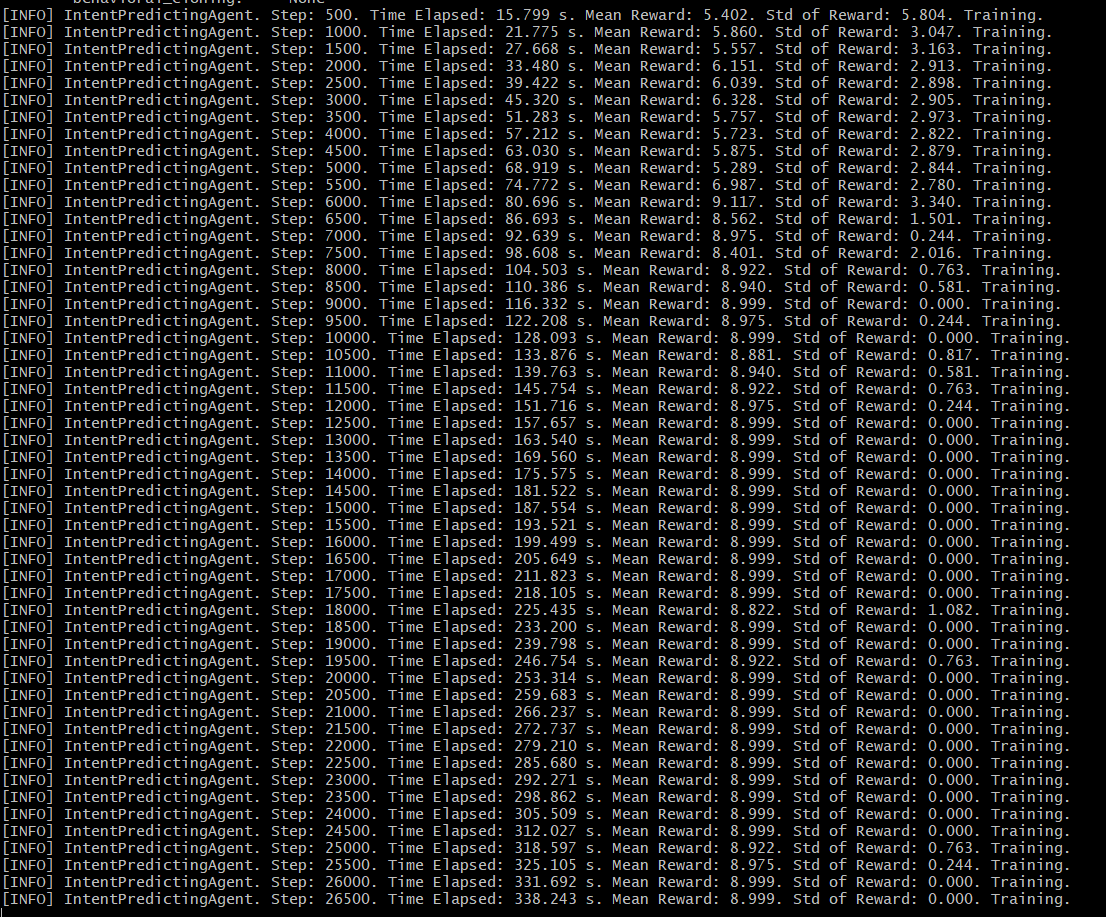 behavioral_cloning: None
[INFO] IntentPredictingAgent. Step: 500. Time Elapsed: 15.799 s. Mean Reward: 5.402. Std of Reward: 5.804. Training.
[INFO] IntentPredictingAgent. Step: 1000. Time Elapsed: 21.775 s. Mean Reward: 5.860. Std of Reward: 3.047. Training.
[INFO] IntentPredictingAgent. Step: 1500. Time Elapsed: 27.668 s. Mean Reward: 5.557. Std of Reward: 3.163. Training.
[INFO] IntentPredictingAgent. Step: 2000. Time Elapsed: 33.480 s. Mean Reward: 6.151. Std of Reward: 2.913. Training.
[INFO] IntentPredictingAgent. Step: 2500. Time Elapsed: 39.422 s. Mean Reward: 6.039. Std of Reward: 2.898. Training.
[INFO] IntentPredictingAgent. Step: 3000. Time Elapsed: 45.320 s. Mean Reward: 6.328. Std of Reward: 2.905. Training.
[INFO] IntentPredictingAgent. Step: 3500. Time Elapsed: 51.283 s. Mean Reward: 5.757. Std of Reward: 2.973. Training.
[INFO] IntentPredictingAgent. Step: 4000. Time Elapsed: 57.212 s. Mean Reward: 5.723. Std of Reward: 2.822. Training.
[INFO] IntentPredictingAgent. Step: 4500. Time Elapsed: 63.030 s. Mean Reward: 5.875. Std of Reward: 2.879. Training.
[INFO] IntentPredictingAgent. Step: 5000. Time Elapsed: 68.919 s. Mean Reward: 5.289. Std of Reward: 2.844. Training.
[INFO] IntentPredictingAgent. Step: 5500. Time Elapsed: 74.772 s. Mean Reward: 6.987. Std of Reward: 2.780. Training.
[INFO] IntentPredictingAgent. Step: 6000. Time Elapsed: 80.696 s. Mean Reward: 9.117. Std of Reward: 3.340. Training.
[INFO] IntentPredictingAgent. Step: 6500. Time Elapsed: 86.693 s. Mean Reward: 8.562. Std of Reward: 1.501. Training.
[INFO] IntentPredictingAgent. Step: 7000. Time Elapsed: 92.639 s. Mean Reward: 8.975. Std of Reward: 0.244. Training.
[INFO] IntentPredictingAgent. Step: 7500. Time Elapsed: 98.608 s. Mean Reward: 8.401. Std of Reward: 2.016. Training.
[INFO] IntentPredictingAgent. Step: 8000. Time Elapsed: 104.503 s. Mean Reward: 8.922. Std of Reward: 0.763. Training.
[INFO] IntentPredictingAgent. Step: 8500. Time Elapsed: 110.386 s. Mean Reward: 8.940. Std of Reward: 0.581. Training.
[INFO] IntentPredictingAgent. Step: 9000. Time Elapsed: 116.332 s. Mean Reward: 8.999. Std of Reward: 0.000. Training.
[INFO] IntentPredictingAgent. Step: 9500. Time Elapsed: 122.208 s. Mean Reward: 8.975. Std of Reward: 0.244. Training.
[INFO] IntentPredictingAgent. Step: 10000. Time Elapsed: 128.093 s. Mean Reward: 8.999. Std of Reward: 0.000. Training.
[INFO] IntentPredictingAgent. Step: 10500. Time Elapsed: 133.876 s. Mean Reward: 8.881. Std of Reward: 0.817. Training.
[INFO] IntentPredictingAgent. Step: 11000. Time Elapsed: 139.763 s. Mean Reward: 8.940. Std of Reward: 0.581. Training.
[INFO] IntentPredictingAgent. Step: 11500. Time Elapsed: 145.754 s. Mean Reward: 8.922. Std of Reward: 0.763. Training.
[INFO] IntentPredictingAgent. Step: 12000. Time Elapsed: 151.716 s. Mean Reward: 8.975. Std of Reward: 0.244. Training.
[INFO] IntentPredictingAgent. Step: 12500. Time Elapsed: 157.657 s. Mean Reward: 8.999. Std of Reward: 0.000. Training.
[INFO] IntentPredictingAgent. Step: 13000. Time Elapsed: 163.540 s. Mean Reward: 8.999. Std of Reward: 0.000. Training.
[INFO] IntentPredictingAgent. Step: 13500. Time Elapsed: 169.560 s. Mean Reward: 8.999. Std of Reward: 0.000. Training.
[INFO] IntentPredictingAgent. Step: 14000. Time Elapsed: 175.575 s. Mean Reward: 8.999. Std of Reward: 0.000. Training.
[INFO] IntentPredictingAgent. Step: 14500. Time Elapsed: 181.522 s. Mean Reward: 8.999. Std of Reward: 0.000. Training.
[INFO] IntentPredictingAgent. Step: 15000. Time Elapsed: 187.554 s. Mean Reward: 8.999. Std of Reward: 0.000. Training.
[INFO] IntentPredictingAgent. Step: 15500. Time Elapsed: 193.521 s. Mean Reward: 8.999. Std of Reward: 0.000. Training.
[INFO] IntentPredictingAgent. Step: 16000. Time Elapsed: 199.499 s. Mean Reward: 8.999. Std of Reward: 0.000. Training.
[INFO] IntentPredictingAgent. Step: 16500. Time Elapsed: 205.649 s. Mean Reward: 8.999. Std of Reward: 0.000. Training.
[INFO] IntentPredictingAgent. Step: 17000. Time Elapsed: 211.823 s. Mean Reward: 8.999. Std of Reward: 0.000. Training.
[INFO] IntentPredictingAgent. Step: 17500. Time Elapsed: 218.105 s. Mean Reward: 8.999. Std of Reward: 0.000. Training.
[INFO] IntentPredictingAgent. Step: 18000. Time Elapsed: 225.435 s. Mean Reward: 8.822. Std of Reward: 1.082. Training.
[INFO] IntentPredictingAgent. Step: 18500. Time Elapsed: 233.200 s. Mean Reward: 8.999. Std of Reward: 0.000. Training.
[INFO] IntentPredictingAgent. Step: 19000. Time Elapsed: 239.798 s. Mean Reward: 8.999. Std of Reward: 0.000. Training.
[INFO] IntentPredictingAgent. Step: 19500. Time Elapsed: 246.754 s. Mean Reward: 8.922. Std of Reward: 0.763. Training.
[INFO] IntentPredictingAgent. Step: 20000. Time Elapsed: 253.314 s. Mean Reward: 8.999. Std of Reward: 0.000. Training.
[INFO] IntentPredictingAgent. Step: 20500. Time Elapsed: 259.683 s. Mean Reward: 8.999. Std of Reward: 0.000. Training.
[INFO] IntentPredictingAgent. Step: 21000. Time Elapsed: 266.237 s. Mean Reward: 8.999. Std of Reward: 0.000. Training.
[INFO] IntentPredictingAgent. Step: 21500. Time Elapsed: 272.737 s. Mean Reward: 8.999. Std of Reward: 0.000. Training.
[INFO] IntentPredictingAgent. Step: 22000. Time Elapsed: 279.210 s. Mean Reward: 8.999. Std of Reward: 0.000. Training.
[INFO] IntentPredictingAgent. Step: 22500. Time Elapsed: 285.680 s. Mean Reward: 8.999. Std of Reward: 0.000. Training.
[INFO] IntentPredictingAgent. Step: 23000. Time Elapsed: 292.271 s. Mean Reward: 8.999. Std of Reward: 0.000. Training.
[INFO] IntentPredictingAgent. Step: 23500. Time Elapsed: 298.862 s. Mean Reward: 8.999. Std of Reward: 0.000. Training.
[INFO] IntentPredictingAgent. Step: 24000. Time Elapsed: 305.509 s. Mean Reward: 8.999. Std of Reward: 0.000. Training.
[INFO] IntentPredictingAgent. Step: 24500. Time Elapsed: 312.027 s. Mean Reward: 8.999. Std of Reward: 0.000. Training.
[INFO] IntentPredictingAgent. Step: 25000. Time Elapsed: 318.597 s. Mean Reward: 8.922. Std of Reward: 0.763. Training.
[INFO] IntentPredictingAgent. Step: 25500. Time Elapsed: 325.105 s. Mean Reward: 8.975. Std of Reward: 0.244. Training.
[INFO] IntentPredictingAgent. Step: 26000. Time Elapsed: 331.692 s. Mean Reward: 8.999. Std of Reward: 0.000. Training.
[INFO] IntentPredictingAgent. Step: 26500. Time Elapsed: 338.243 s. Mean Reward: 8.999. Std of Reward: 0.000. Training.